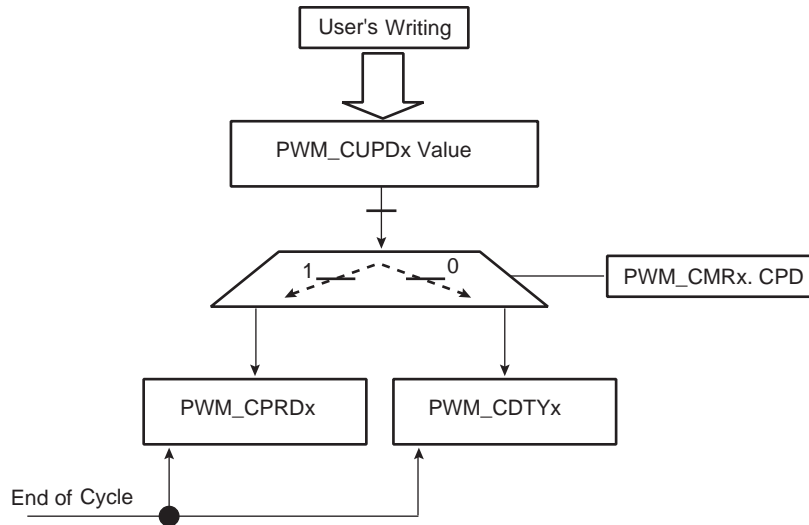 User's Writing
PWM_CUPDx Value
1
0
PWM_CMRx. CPD
PWM_CPRDx
PWM_CDTYx
End of Cycle